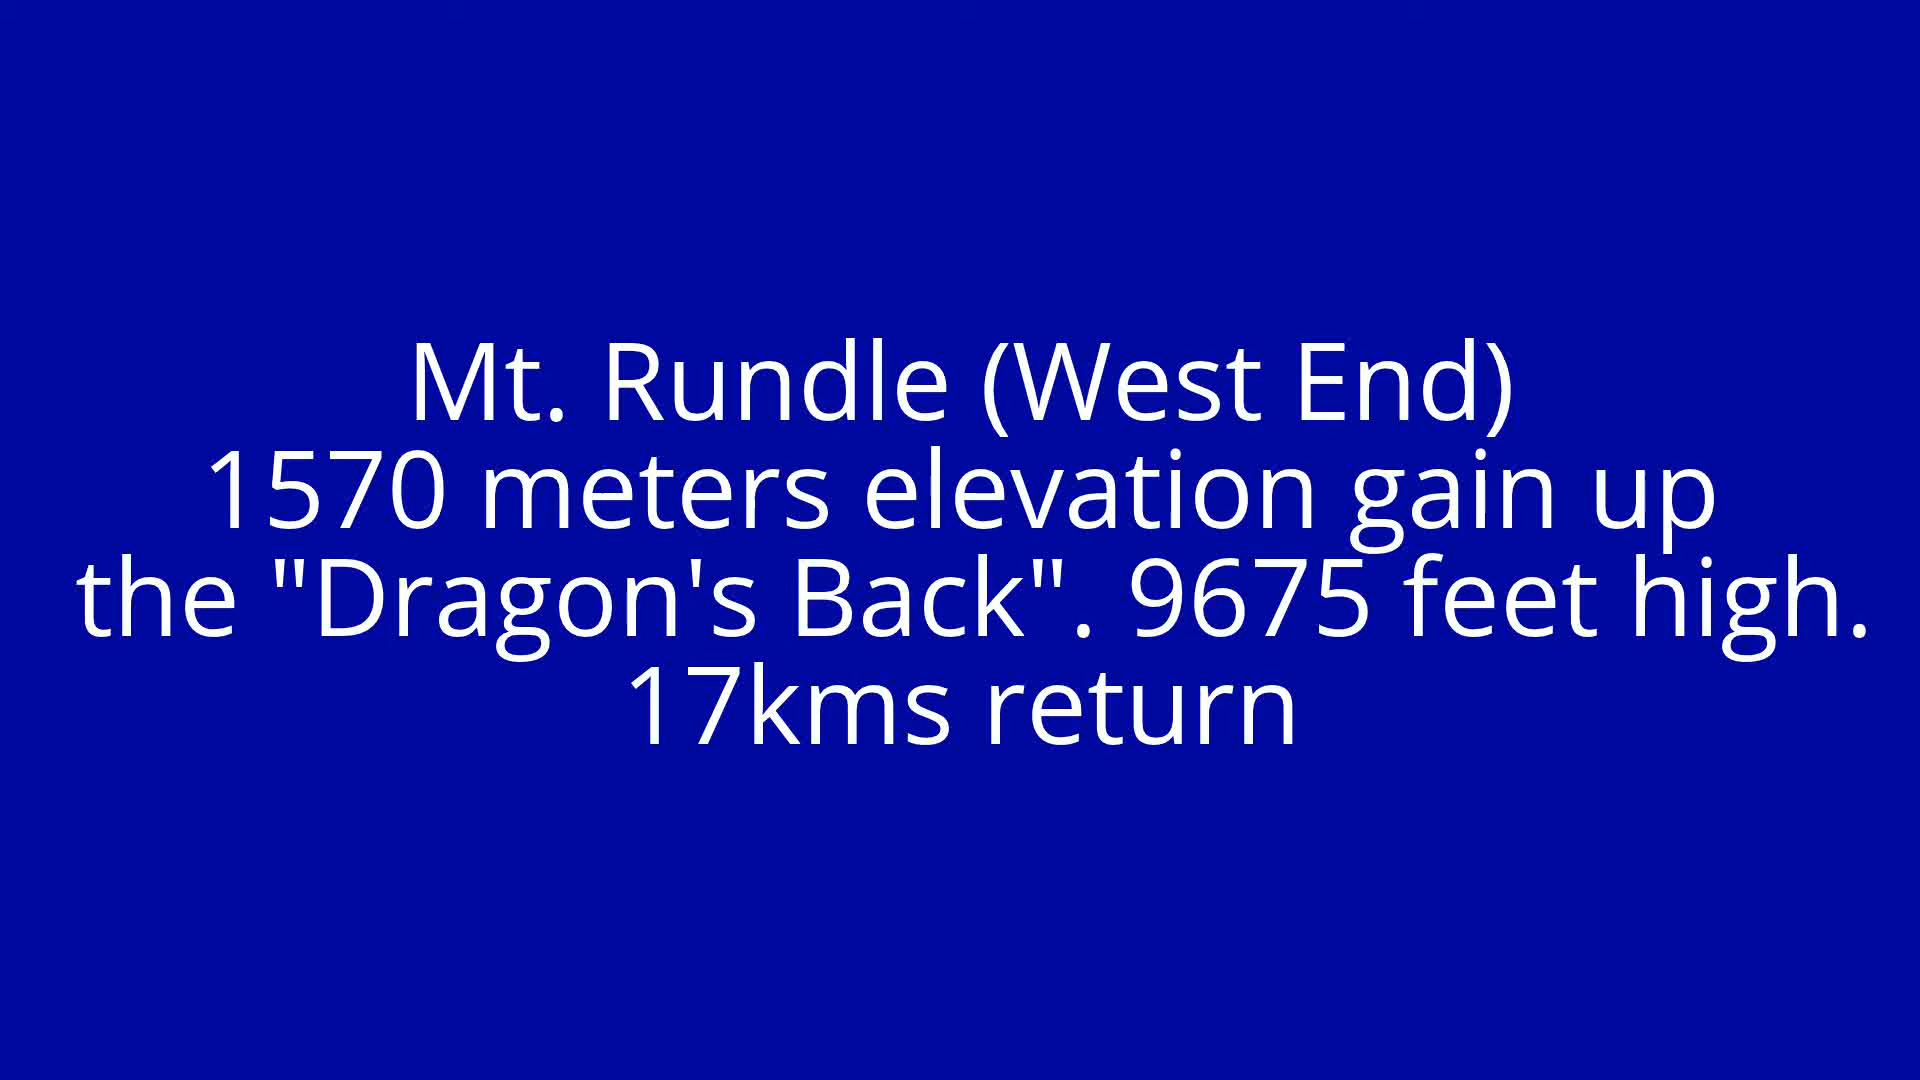 Mt. Rundle (West End)
1570 meters elevation gain up
the "Dragon's Back". 9675 feet high.
17kms return